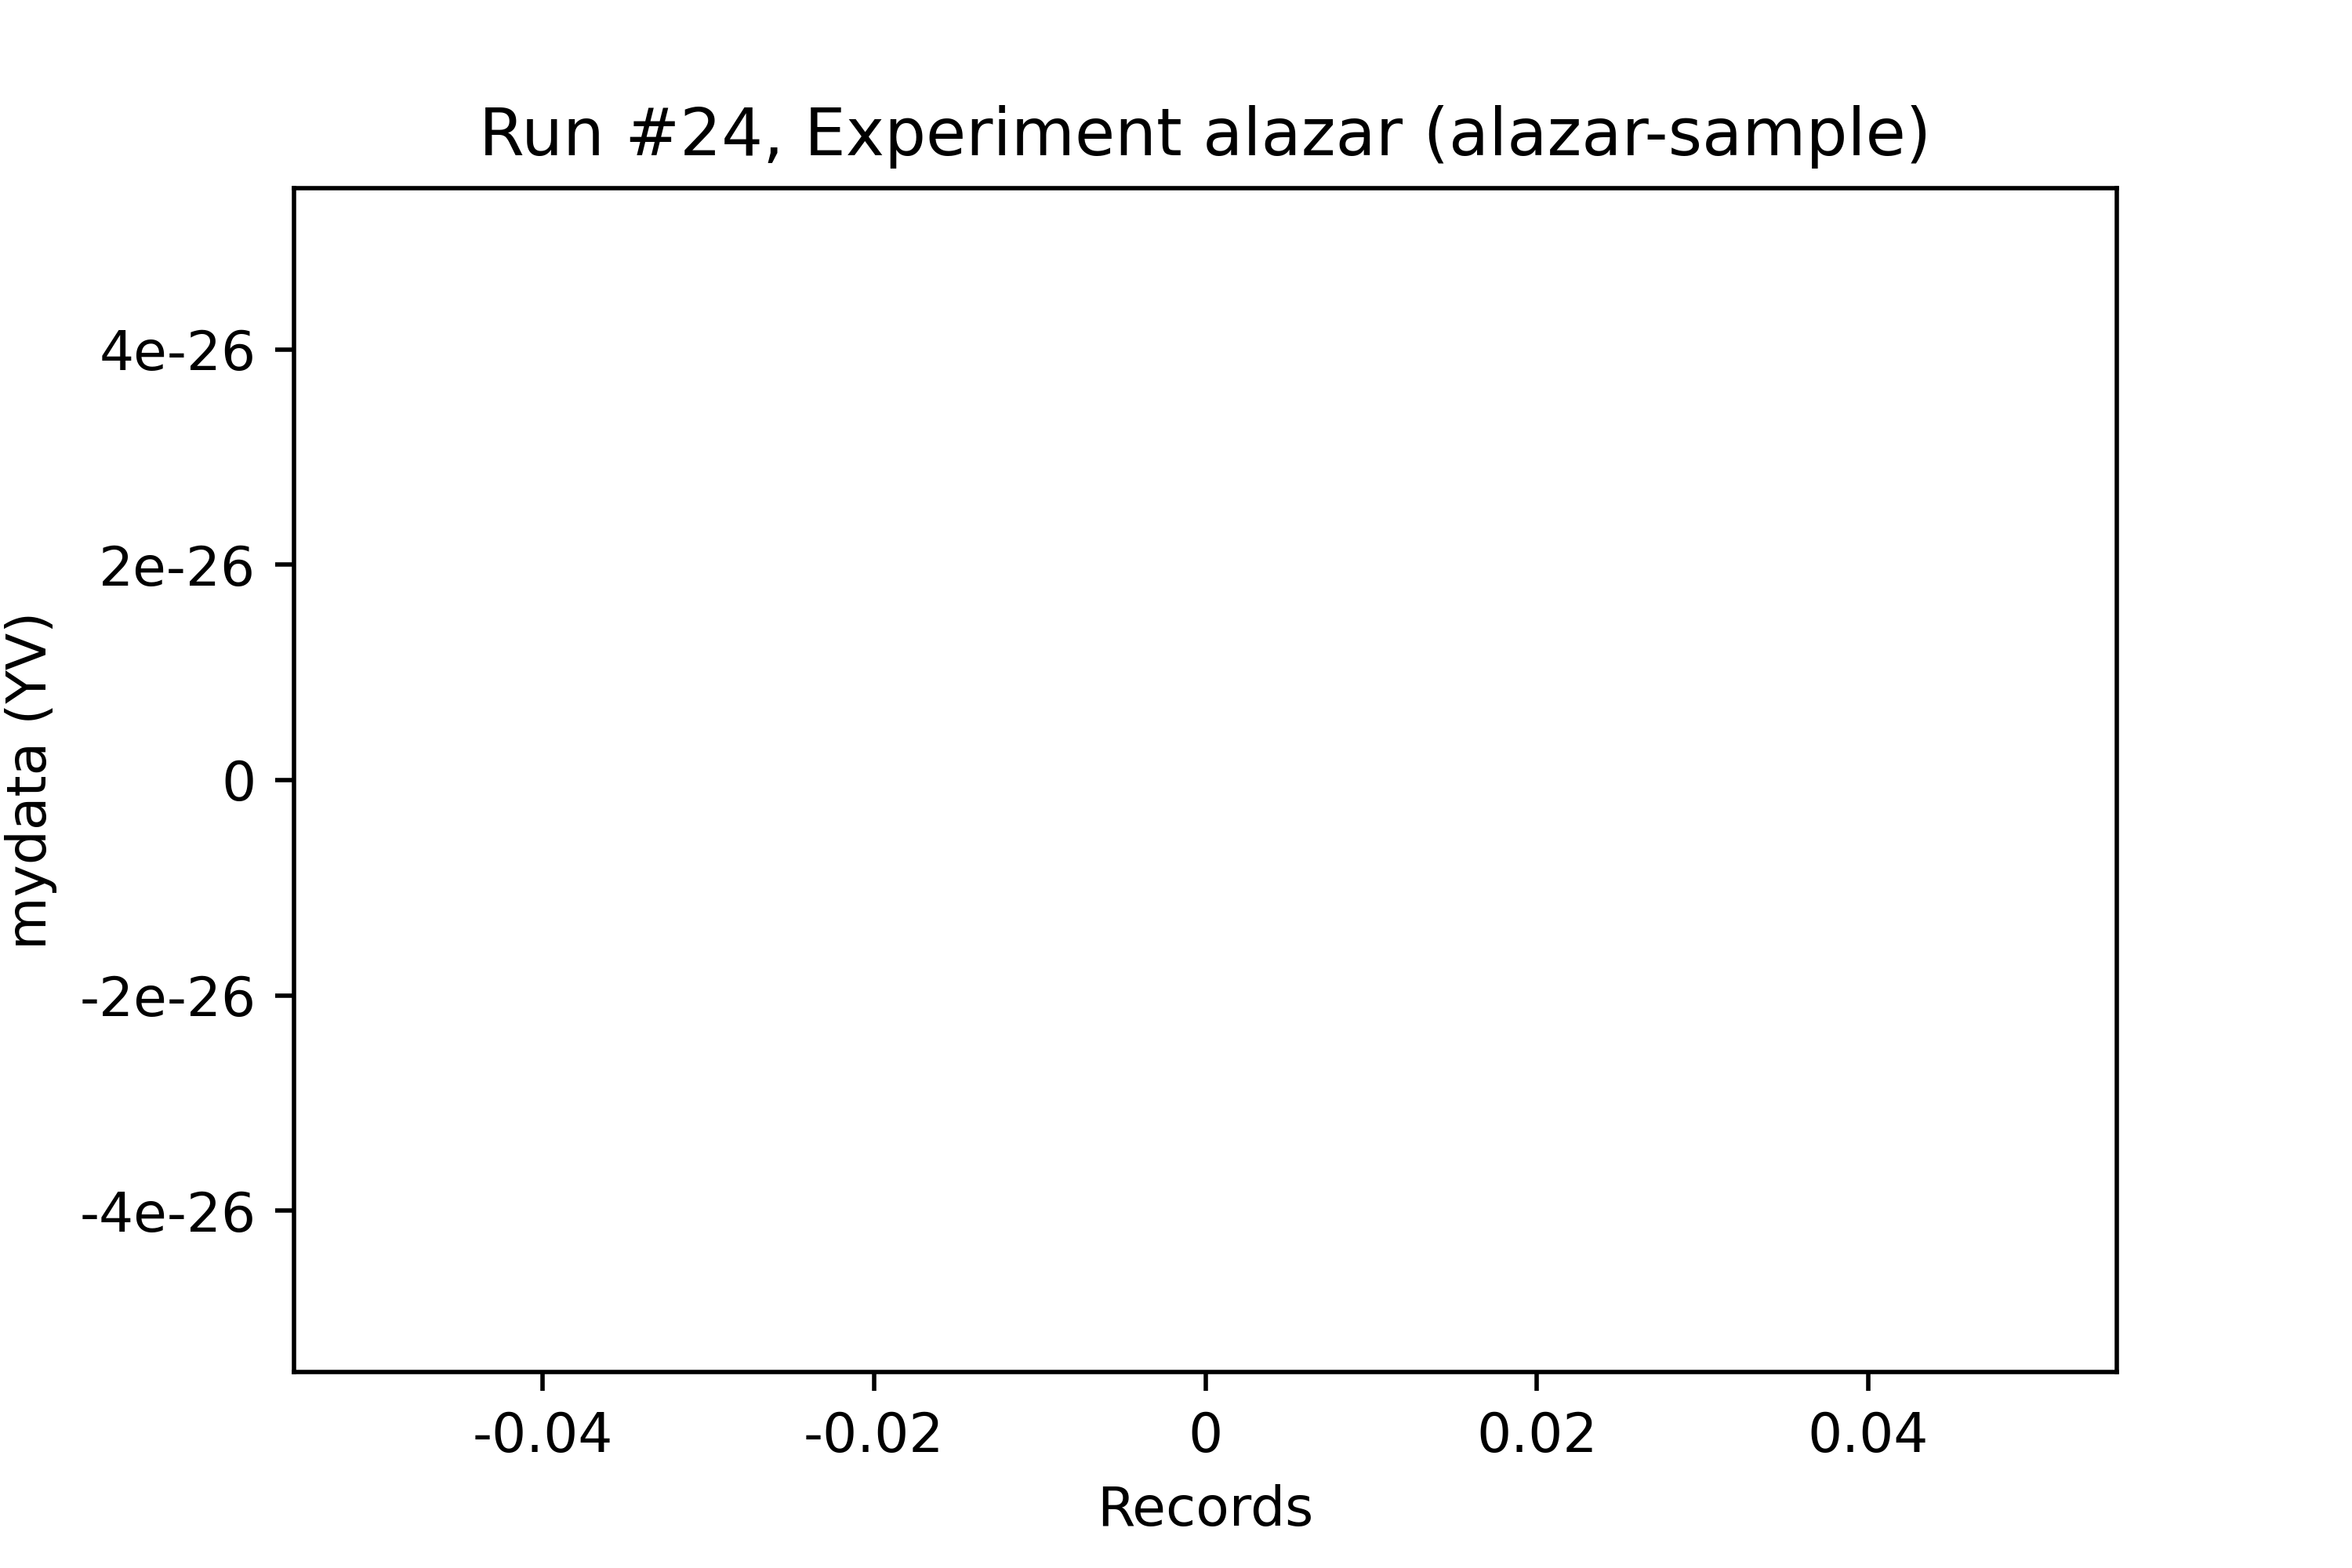 Run #24, Experiment alazar (alazar-sample)
mydata (YV)
4e-26
2e-26
0
-2e-26
-4e-26
-0.04 -0.02 0 0.02 0.04
Records